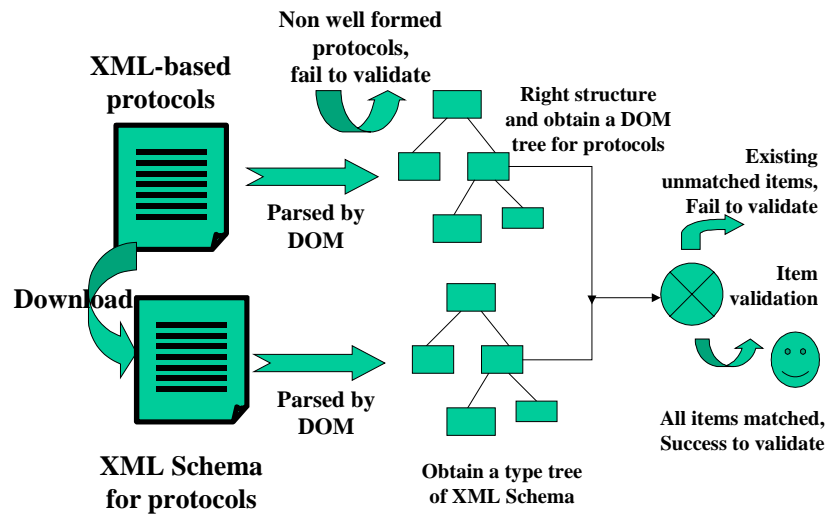 Non well formed
protocols,
fail to validate
XML-based
protocols
Right structure
and obtain a DOM
tree for protocols
Existing
unmatched items,
Fail to validate
Parsed by
DOM
Download
Item
validation
Parsed by
DOM
All items matched,
Success to validate
XML Schema
for protocols
Obtain a type tree
of XML Schema